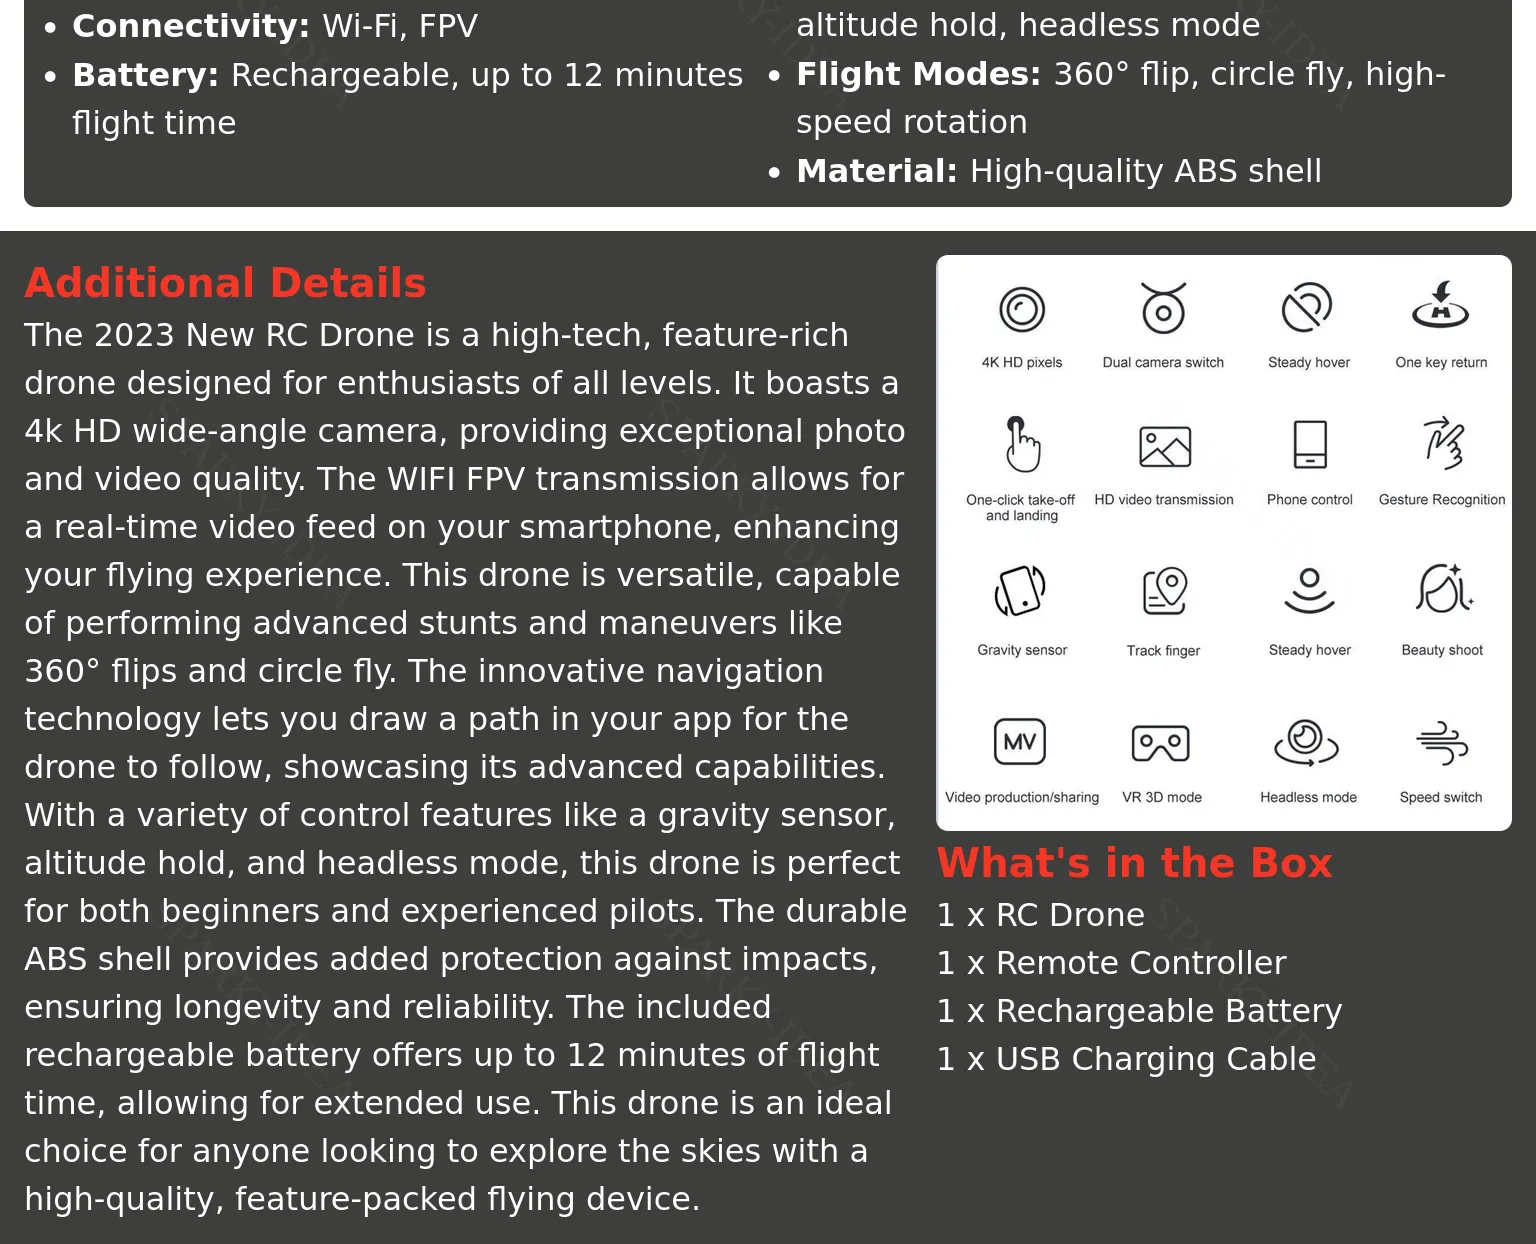 • Connectivity: Wi-Fi, FPV
• Battery: Rechargeable, up to 12 minutes
flight time
altitude hold, headless mode
• Flight Modes: 360° flip, circle fly, high-
speed rotation
• Material: High-quality ABS shell
Additional Details
The 2023 New RC Drone is a high-tech, feature-rich
drone designed for enthusiasts of all levels. It boasts a
4k HD wide-angle camera, providing exceptional photo
and video quality. The WIFI FPV transmission allows for
a real-time video feed on your smartphone, enhancing
your flying experience. This drone is versatile, capable
of performing advanced stunts and maneuvers like
360° flips and circle fly. The innovative navigation
technology lets you draw a path in your app for the
drone to follow, showcasing its advanced capabilities.
With a variety of control features like a gravity sensor,
altitude hold, and headless mode, this drone is perfect
for both beginners and experienced pilots. The durable
ABS shell provides added protection against impacts,
ensuring longevity and reliability. The included
rechargeable battery offers up to 12 minutes of flight
time, allowing for extended use. This drone is an ideal
choice for anyone looking to explore the skies with a
high-quality, feature-packed flying device.
4K HD pixels
Dual camera switch
Steady hover
H
One key return
One-click take-off
and landing
HD video transmission
Phone control
Gesture Recognition
Gravity sensor
Track finger
Steady hover
Beauty shoot
MV
Video production/sharing
VR 3D mode
Headless mode
Speed switch
What's in the Box
1 x RC Drone
1 x Remote Controller
1 x Rechargeable Battery
1 x USB Charging Cable
SPARKY-IDEA
SPARKY-IDEA
SPARKY-IDEA
SPARKY-IDEA
SPARKY-IDEA